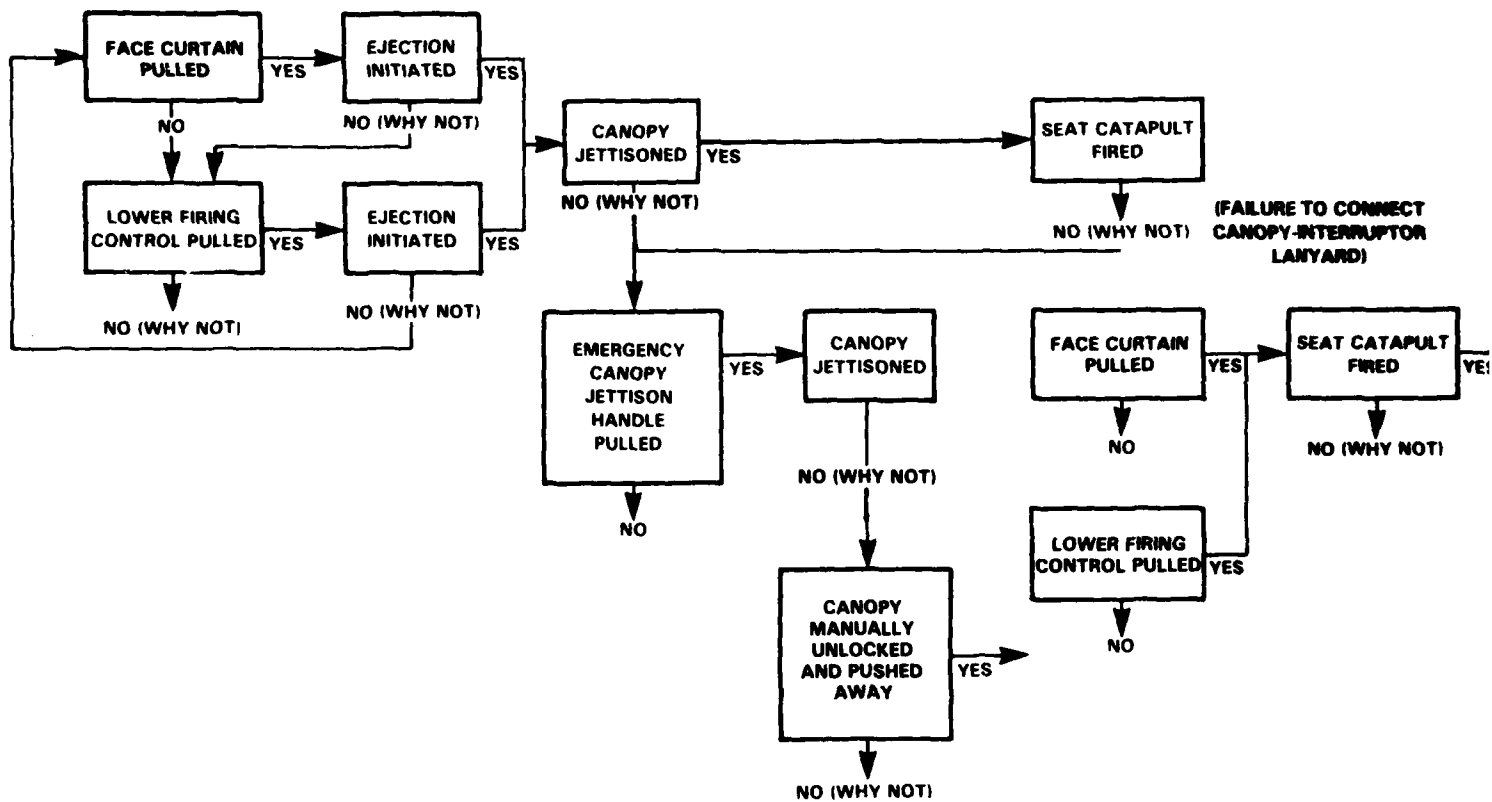 FACE CURTAIN
PULLED
YES
NO
EJECTION
INITIATED
YES
NO (WHY NOT)
LOWER FIRING
CONTROL PULLED
YES
NO (WHY NOT)
EJECTION
INITIATED
YES
NO (WHY NOT)
CANOPY
JETTISONED
YES
NO (WHY NOT)
SEAT CATAPULT
FIRED
NO (WHY NOT)
(FAILURE TO CONNECT
CANOPY-INTERRUPTOR
LANYARD)
EMERGENCY
CANOPY
JETTISON
HANDLE
PULLED
YES
NO
CANOPY
JETTISONED
NO (WHY NOT)
CANOPY
MANUALLY
UNLOCKED
AND PUSHED
AWAY
YES
NO (WHY NOT)
FACE CURTAIN
PULLED
YES
NO
LOWER FIRING
CONTROL PULLED
YES
NO
SEAT CATAPULT
FIRED
NO (WHY NOT)